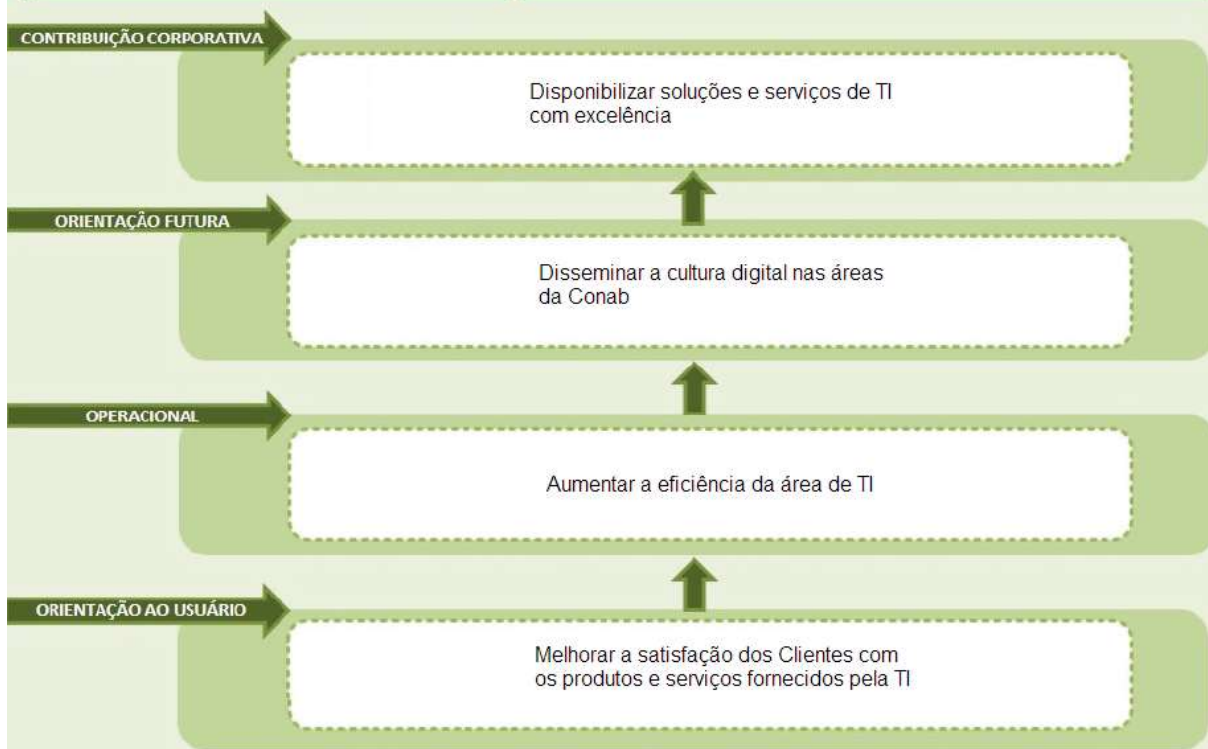 CONTRIBUIÇÃO CORPORATIVA
Disponibilizar soluções e serviços de TI
com excelência
ORIENTAÇÃO FUTURA
Disseminar a cultura digital nas áreas
da Conab
OPERACIONAL
Aumentar a eficiência da área de TI
ORIENTAÇÃO AO USUÁRIO
Melhorar a satisfação dos Clientes com
os produtos e serviços fornecidos pela TI